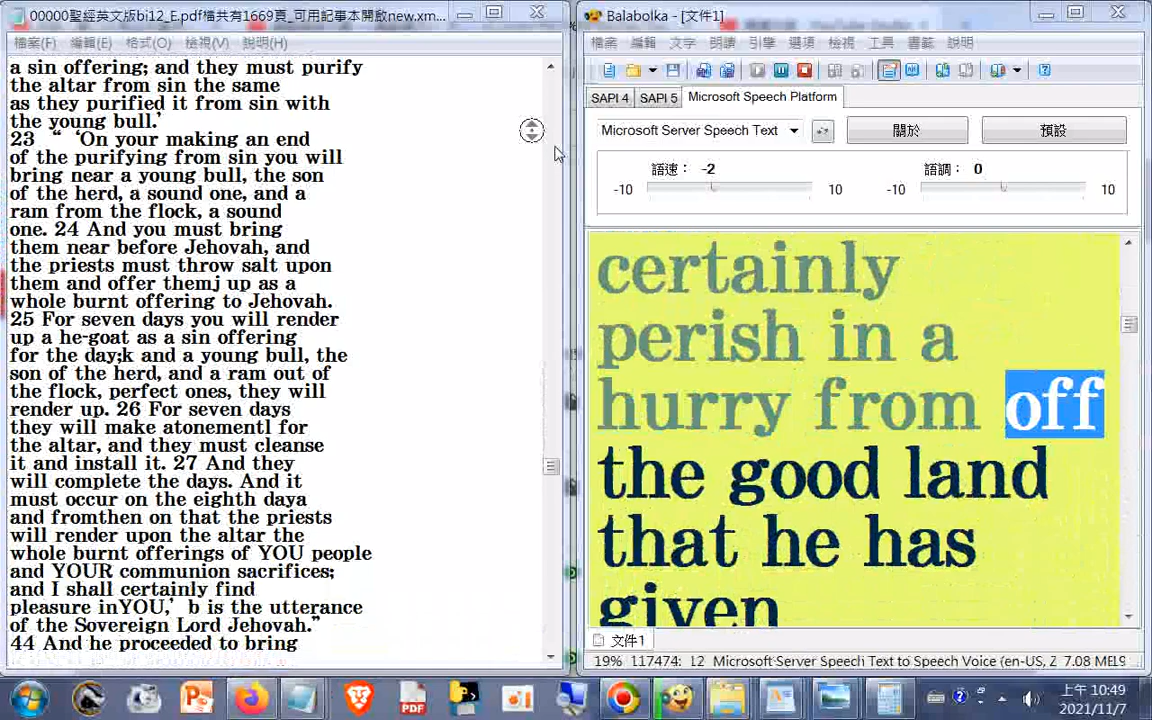 00000聖經英文版bi12_E.pdf檔共有1669頁_可用記事本開啟new.xm...
檔案(F) 編輯(E) 格式(O) 檢視(V) 說明(H)
a sin offering; and they must purify
the altar from sin the same
as they purified it from sin with
the young bull.’
23 “ ‘On your making an end
of the purifying from sin you will
bring near a young bull, the son
of the herd, a sound one, and a
ram from the flock, a sound
one. 24 And you must bring
them near before Jehovah, and
the priests must throw salt upon
them and offer themj up as a
whole burnt offering to Jehovah.
25 For seven days you will render
up a he-goat as a sin offering
for the day;k and a young bull, the
son of the herd, and a ram out of
the flock, perfect ones, they will
render up. 26 For seven days
they will make atonementl for
the altar, and they must cleanse
it and install it. 27 And they
will complete the days. And it
must occur on the eighth daya
and fromthen on that the priests
will render upon the altar the
whole burnt offerings of YOU people
and YOUR communion sacrifices;
and I shall certainly find
pleasure inYOU,’ b is the utterance
of the Sovereign Lord Jehovah.”
44 And he proceeded to bring
Balabolka - [文件1]
檔案 編輯 文字 朗讀 引擎 選項 檢視 工具 書籤 說明
SAPI 4 SAPI 5 Microsoft Speech Platform
Microsoft Server Speech Text 關於 預設
語速： -2 語調： 0
-10 10 -10 10
certainly
perish in a
hurry from off
the good land
that he has
given
文件1
19% 117474: 12 Microsoft Server Speech Text to Speech Voice (en-US, Z 7.08 MB
上午 10:49
2021/11/7